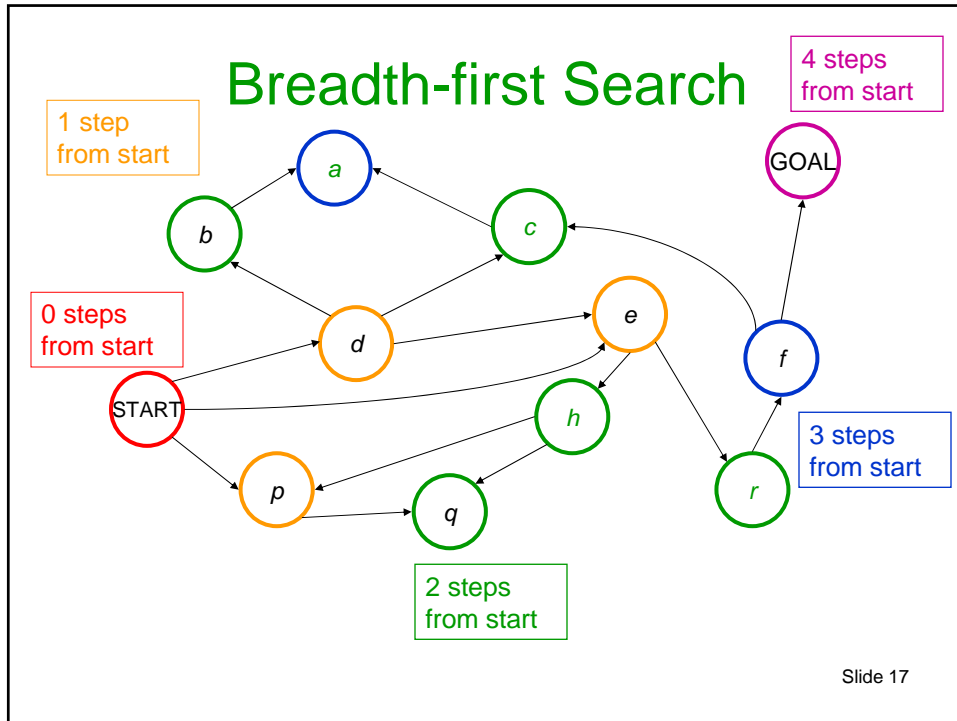 Breadth-first Search
4 steps
from start
1 step
from start
a
GOAL
b
c
0 steps
from start
d
e
f
START
h
3 steps
from start
p
q
r
2 steps
from start
Slide 17